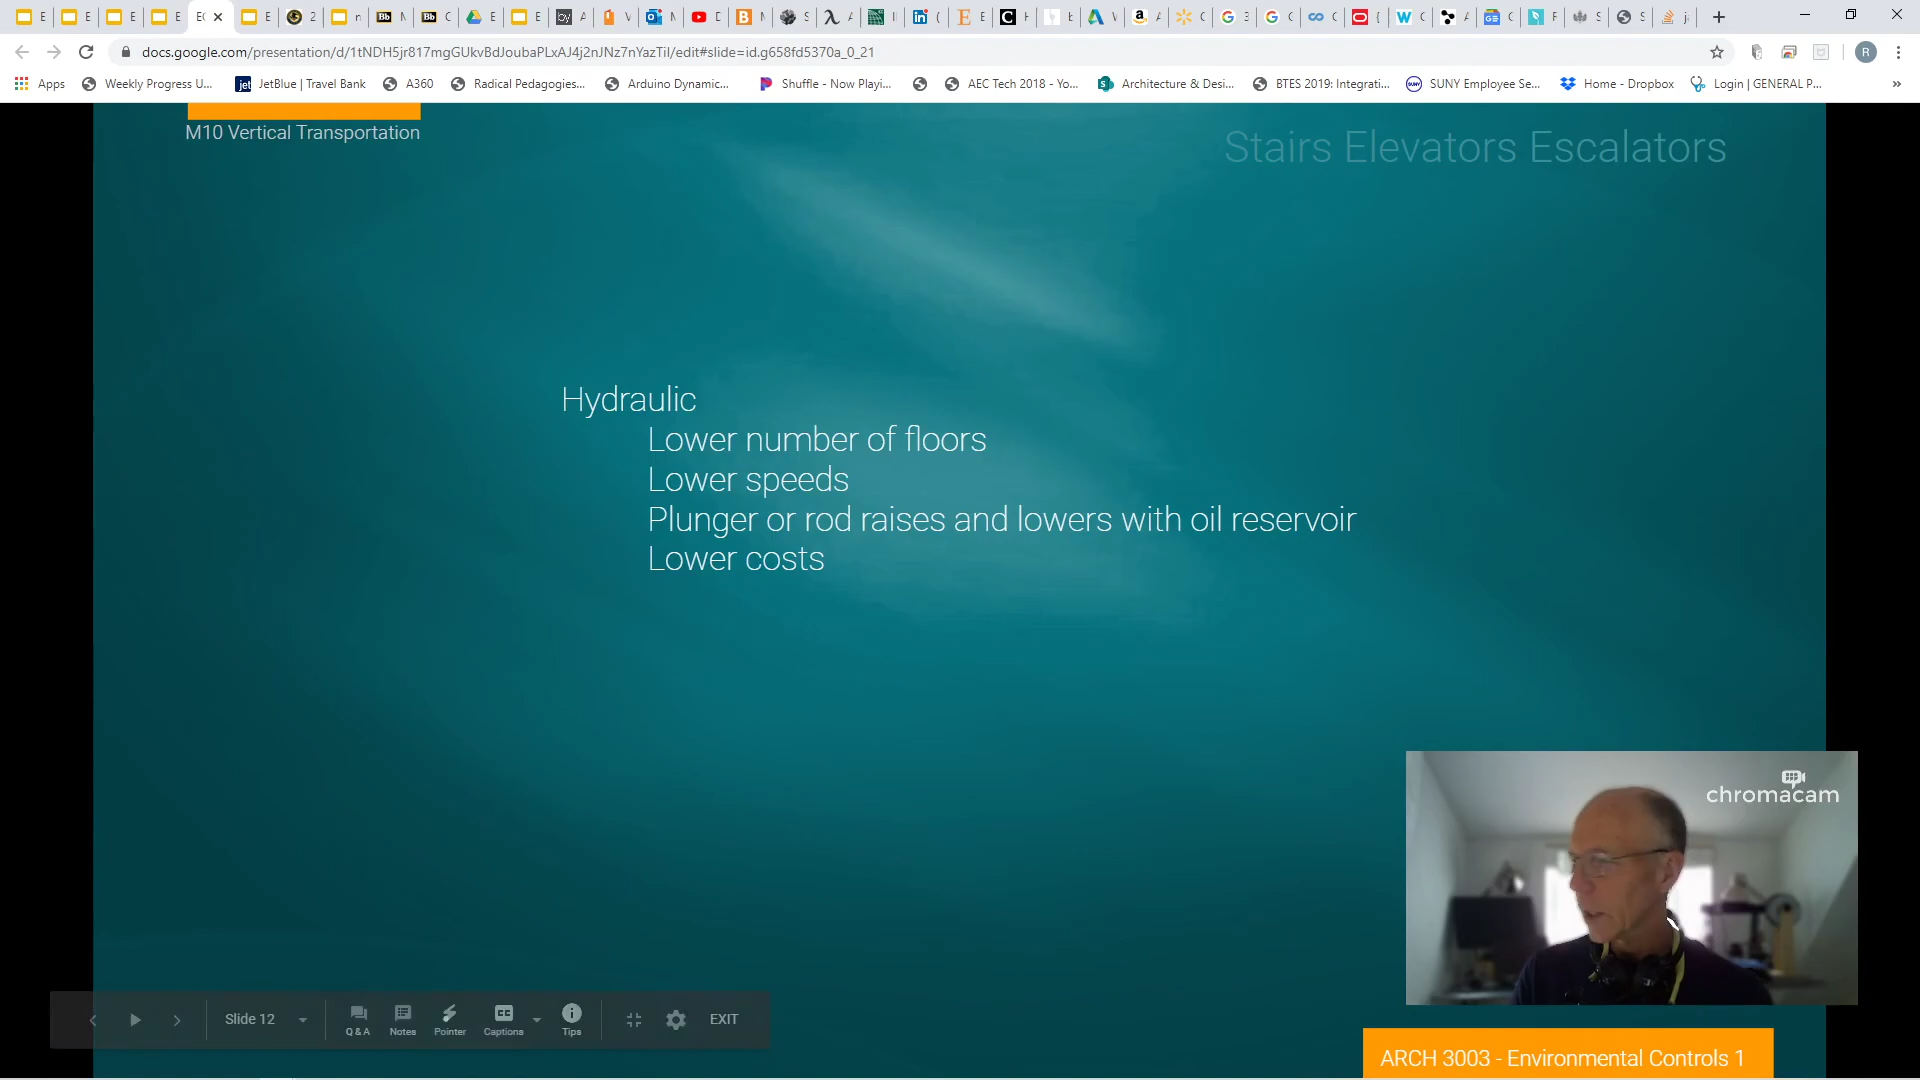 docs.google.com/presentation/d/1tNDH5jr817mgGUkvBdJoubaPLxAJ4j2nJNz7nYazTiI/edit#slide=id.g658fd5370a_0_21
Apps Weekly Progress U... JetBlue | Travel Bank A360 Radical Pedagogies... Arduino Dynamic... Shuffle - Now Playi... AEC Tech 2018 - Yo... Architecture & Desi... BTES 2019: Integrati... SUNY Employee Se... Home - Dropbox Login | GENERAL P... »
M10 Vertical Transportation
Stairs Elevators Escalators
Hydraulic
Lower number of floors
Lower speeds
Plunger or rod raises and lowers with oil reservoir
Lower costs
chromacam
Slide 12
Q & A Notes Pointer Captions Tips EXIT
ARCH 3003 - Environmental Controls 1